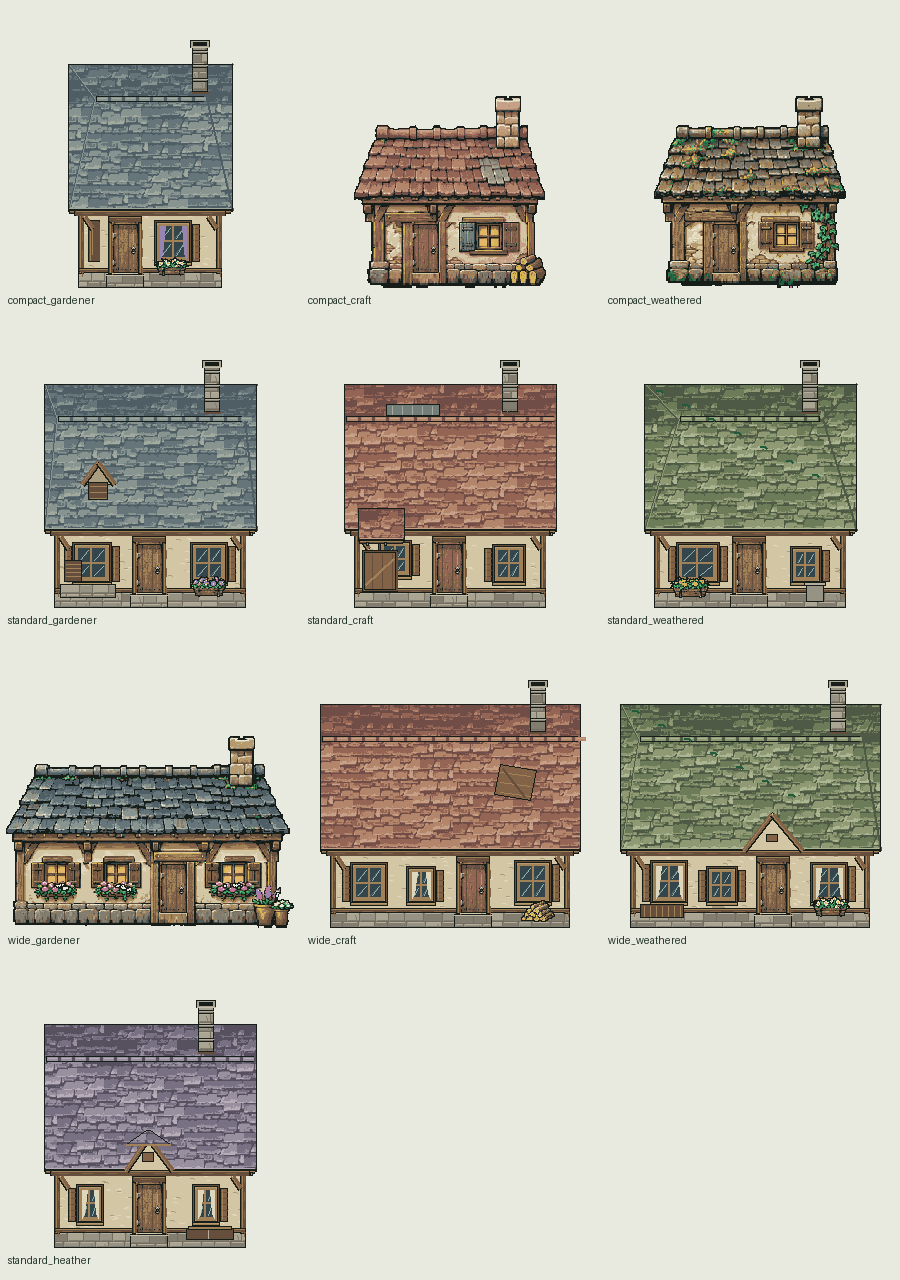 compact_gardener
compact_craft
compact_weathered
standard_gardener
standard_craft
standard_weathered
wide_gardener
wide_craft
wide_weathered
standard_heather